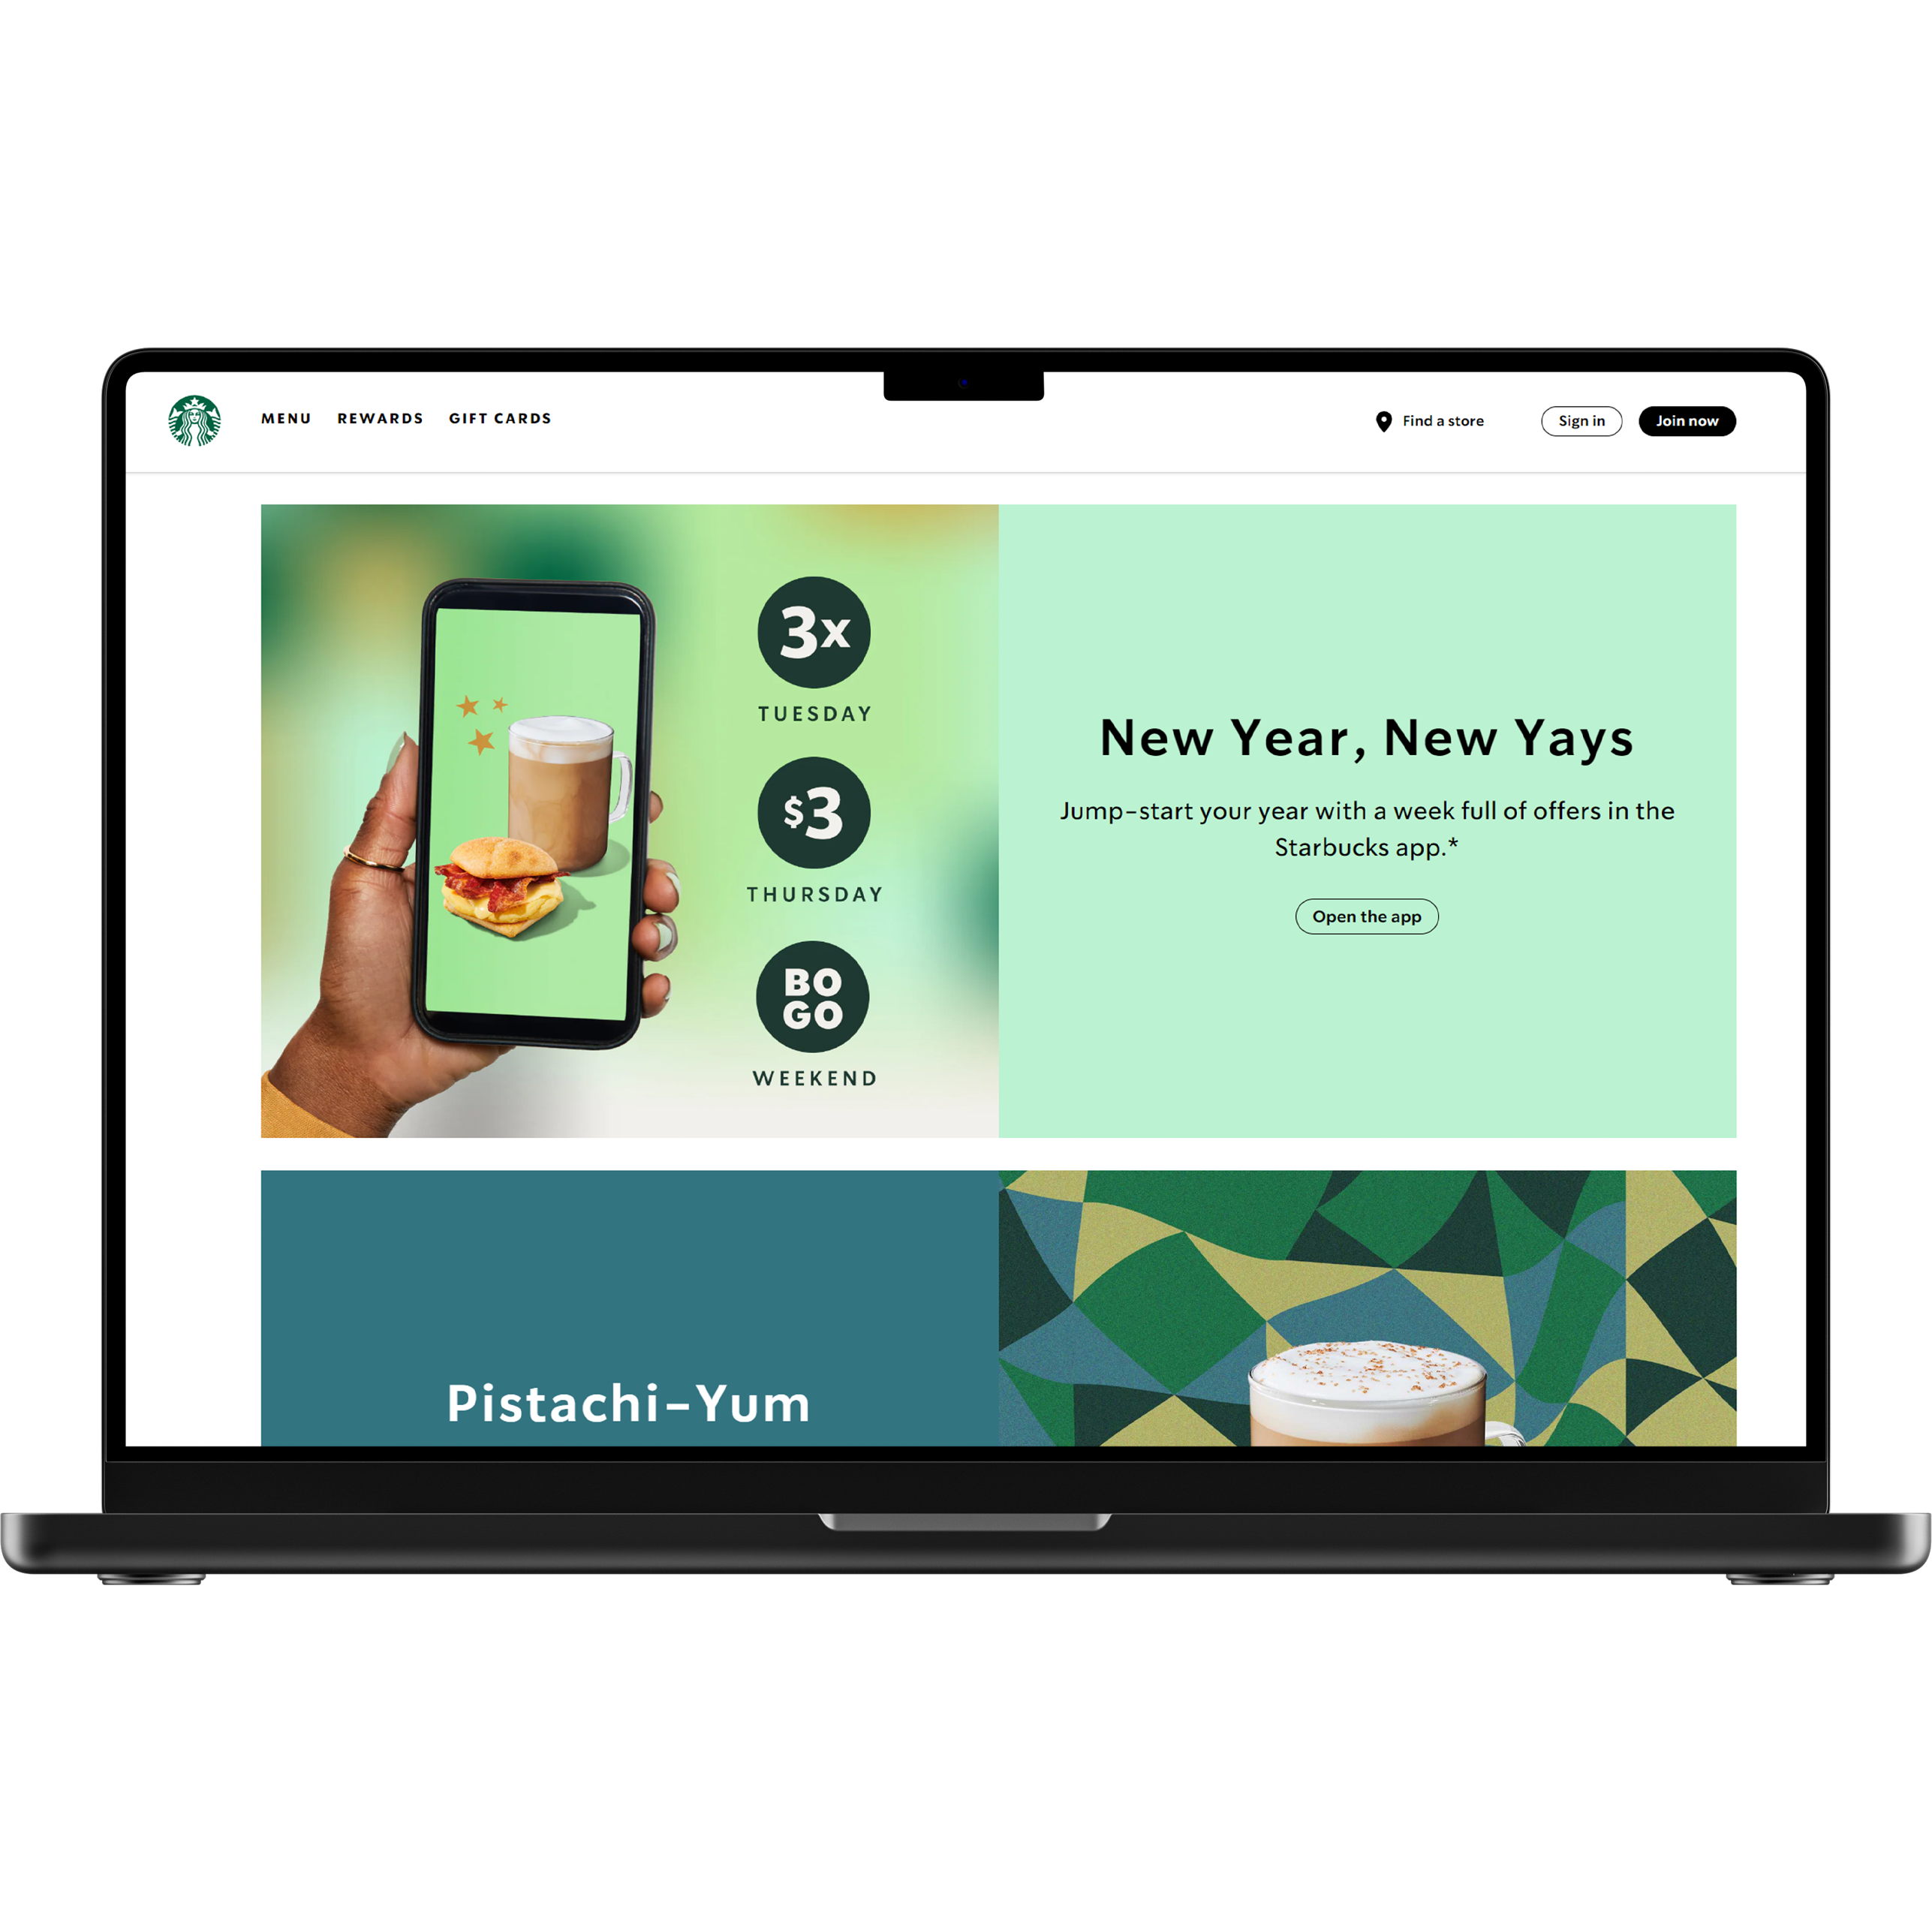 MENU REWARDS GIFT CARDS
Find a store
Sign in
Join now
3x
TUESDAY
$3
THURSDAY
BO
GO
WEEKEND
New Year, New Yays
Jump-start your year with a week full of offers in the
Starbucks app.*
Open the app
Pistachi-Yum